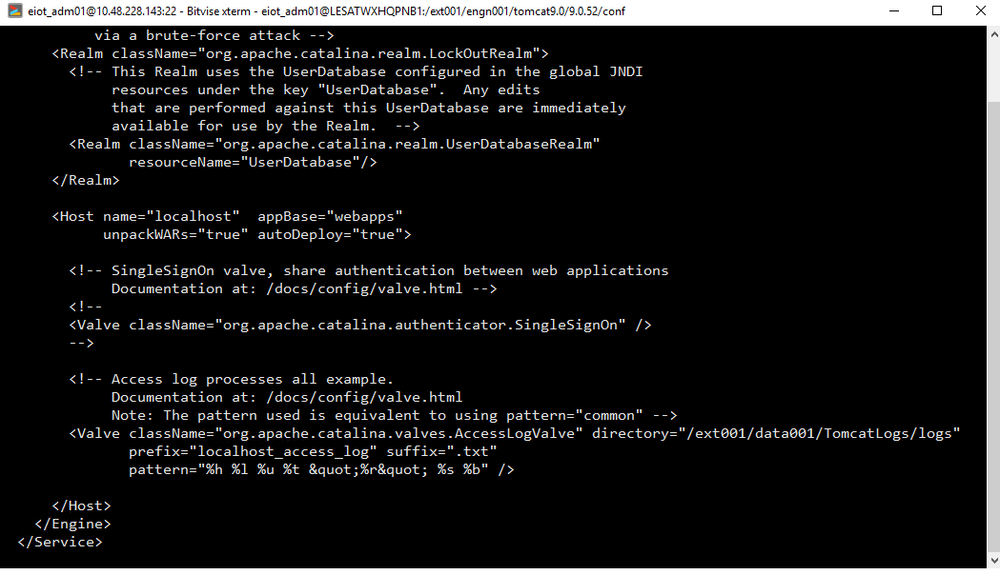 eiot_adm01@10.48.228.143:22 - Bitvise xterm - eiot_adm01@LESATWXHQPNB1:/ext001/engn001/tomcat9.0/9.0.52/conf
         via a brute-force attack -->
    <Realm className="org.apache.catalina.realm.LockOutRealm">
      <!-- This Realm uses the UserDatabase configured in the global JNDI
           resources under the key "UserDatabase".  Any edits
           that are performed against this UserDatabase are immediately
           available for use by the Realm.  -->
      <Realm className="org.apache.catalina.realm.UserDatabaseRealm"
             resourceName="UserDatabase"/>
    </Realm>

    <Host name="localhost"  appBase="webapps"
          unpackWARs="true" autoDeploy="true">

      <!-- SingleSignOn valve, share authentication between web applications
           Documentation at: /docs/config/valve.html -->
      <!--
      <Valve className="org.apache.catalina.authenticator.SingleSignOn" />
      -->

      <!-- Access log processes all example.
           Documentation at: /docs/config/valve.html
           Note: The pattern used is equivalent to using pattern="common" -->
      <Valve className="org.apache.catalina.valves.AccessLogValve" directory="/ext001/data001/TomcatLogs/logs"
             prefix="localhost_access_log" suffix=".txt"
             pattern="%h %l %u %t &quot;%r&quot; %s %b" />

    </Host>
  </Engine>
</Service>